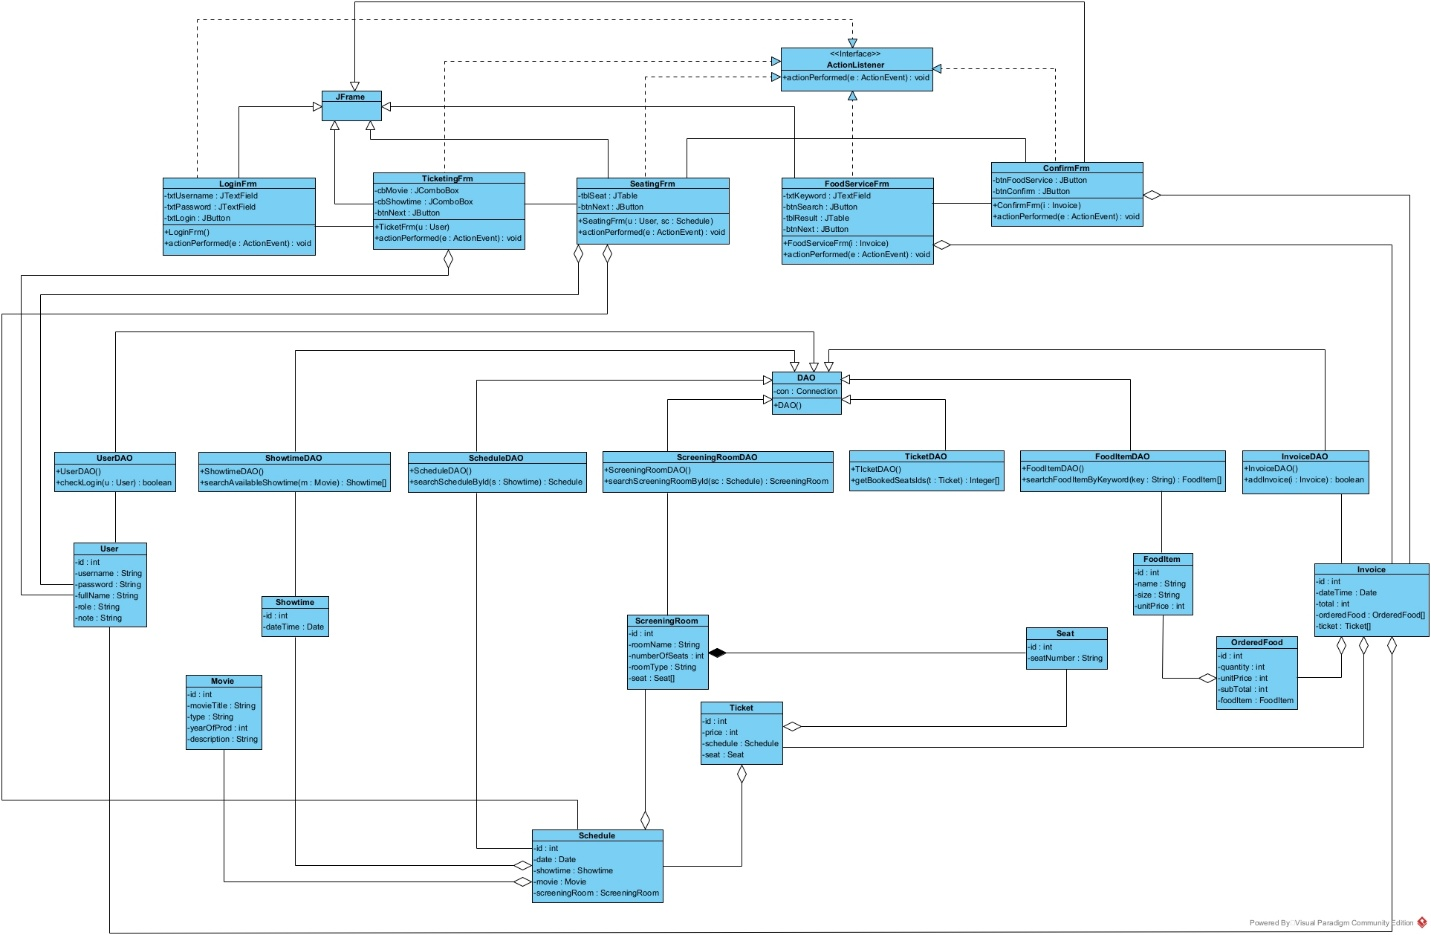 <<Interface>>
ActionListener
+actionPerformed(e : ActionEvent) : void
JFrame
LoginFrm
-txtUsername : JTextField
-txtPassword : JTextField
-txtLogin : JButton
+LoginFrm()
+actionPerformed(e : ActionEvent) : void
TicketingFrm
-cbMovie : JComboBox
-cbShowtime : JComboBox
-btnNext : JButton
+TicketFrm(u : User)
+actionPerformed(e : ActionEvent) : void
SeatingFrm
-tblSeat : JTable
-btnNext : JButton
+SeatingFrm(u : User, sc : Schedule)
+actionPerformed(e : ActionEvent) : void
FoodServiceFrm
-txtKeyword : JTextField
-btnSearch : JButton
-tblResult : JTable
-btnNext : JButton
+FoodServiceFrm(i : Invoice)
+actionPerformed(e : ActionEvent) : void
ConfirmFrm
-btnFoodService : JButton
-btnConfirm : JButton
+ConfirmFrm(i : Invoice)
+actionPerformed(e : ActionEvent) : void
DAO
-con : Connection
+DAO()
UserDAO
+UserDAO()
+checkLogin(u : User) : boolean
ShowtimeDAO
+ShowtimeDAO()
+searchAvailableShowtime(m : Movie) : Showtime[]
ScheduleDAO
+ScheduleDAO()
+searchScheduleById(s : Showtime) : Schedule
ScreeningRoomDAO
+ScreeningRoomDAO()
+searchScreeningRoomById(sc : Schedule) : ScreeningRoom
TicketDAO
+TIcketDAO()
+getBookedSeatsIds(t : Ticket) : Integer[]
FoodItemDAO
+FoodItemDAO()
+seartchFoodItemByKeyword(key : String) : FoodItem[]
InvoiceDAO
+InvoiceDAO()
+addInvoice(i : Invoice) : boolean
User
-id : int
-username : String
-password : String
-fullName : String
-role : String
-note : String
Showtime
-id : int
-dateTime : Date
FoodItem
-id : int
-name : String
-size : String
-unitPrice : int
Invoice
-id : int
-dateTime : Date
-total : int
-orderedFood : OrderedFood[]
-ticket : Ticket[]
ScreeningRoom
-id : int
-roomName : String
-numberOfSeats : int
-roomType : String
-seat : Seat[]
Seat
-id : int
-seatNumber : String
OrderedFood
-id : int
-quantity : int
-unitPrice : int
-subTotal : int
-foodItem : FoodItem
Movie
-id : int
-movieTitle : String
-type : String
-yearOfProd : int
-description : String
Ticket
-id : int
-price : int
-schedule : Schedule
-seat : Seat
Schedule
-id : int
-date : Date
-showtime : Showtime
-movie : Movie
-screeningRoom : ScreeningRoom
Powered By Visual Paradigm Community Edition